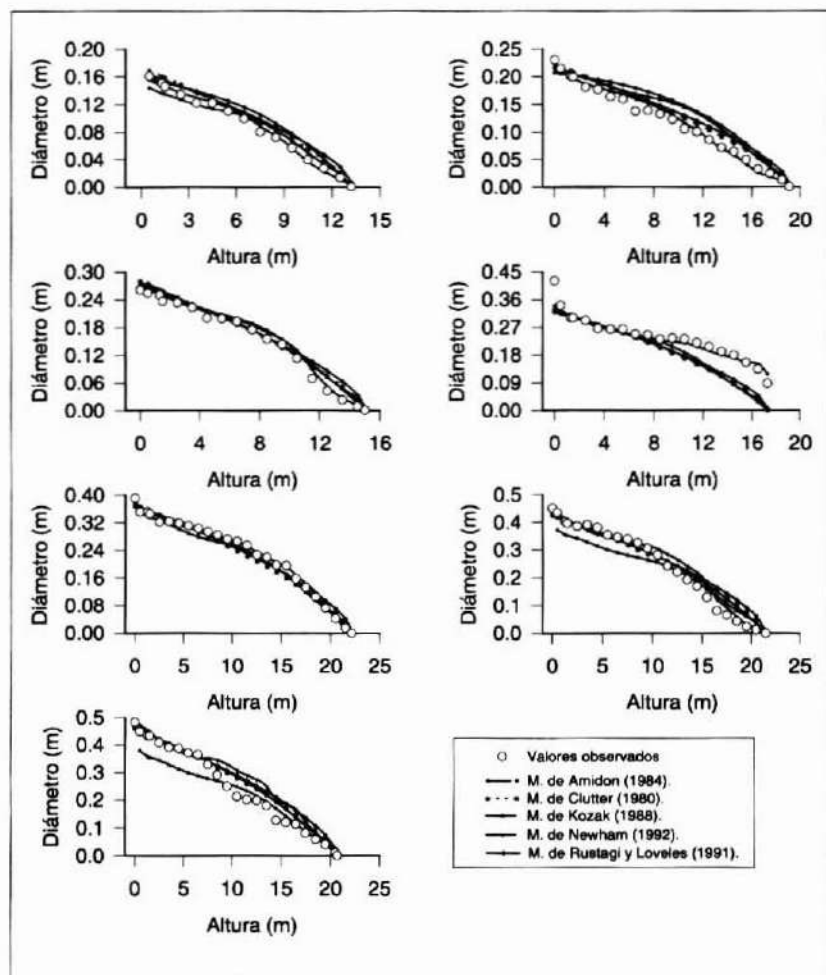 0.20
0.16
0.12
0.08
0.04
0.00
Diámetro (m)
0 3 6 9 12 15
Altura (m)
0.25
0.20
0.15
0.10
0.05
0.00
Diámetro (m)
0 4 8 12 16 20
Altura (m)
0.30
0.24
0.18
0.12
0.06
0.00
Diámetro (m)
0 4 8 12 16
Altura (m)
0.45
0.36
0.27
0.18
0.09
0.00
Diámetro (m)
0 4 8 12 16 20
Altura (m)
0.40
0.32
0.24
0.16
0.08
0.00
Diámetro (m)
0 5 10 15 20 25
Altura (m)
0.5
0.4
0.3
0.2
0.1
0.0
Diámetro (m)
0 5 10 15 20 25
Altura (m)
0.5
0.4
0.3
0.2
0.1
0.0
Diámetro (m)
0 5 10 15 20 25
Altura (m)
Valores observados
M. de Amidon (1984).
M. de Clutter (1980).
M. de Kozak (1988).
M. de Newham (1992).
M. de Rustagi y Loveles (1991).